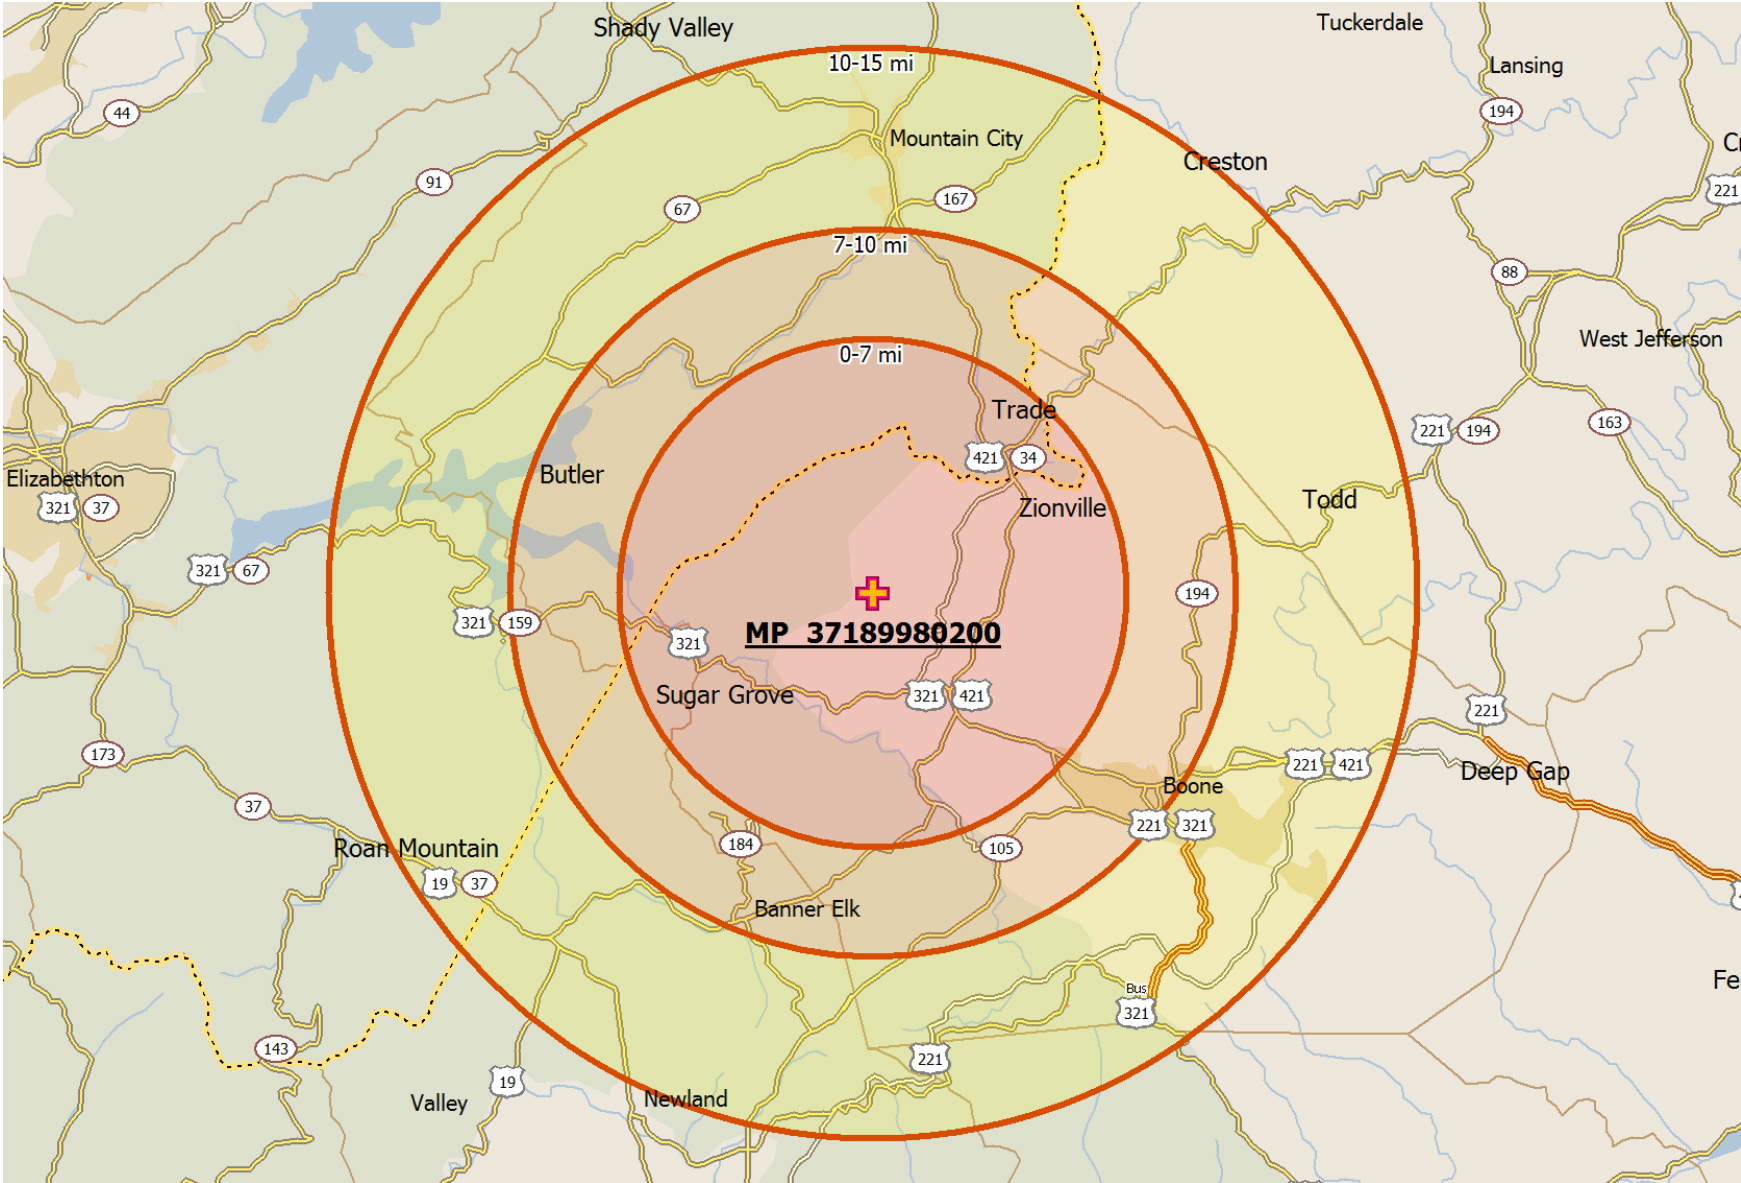 Shady Valley
Tuckerdale
10-15 mi
Lansing
44
194
Mountain City
Creston
91
67
167
221
7-10 mi
88
West Jefferson
0-7 mi
Trade
221
194
163
421
34
Elizabethton
Butler
321
37
Zionville
Todd
321
67
194
321
159
MP 37189980200
321
Sugar Grove
321
421
221
173
221
421
Deep Gap
Boone
37
221
321
Roan Mountain
184
105
19
37
Banner Elk
Fe
Bus
321
143
221
19
Valley
Newland